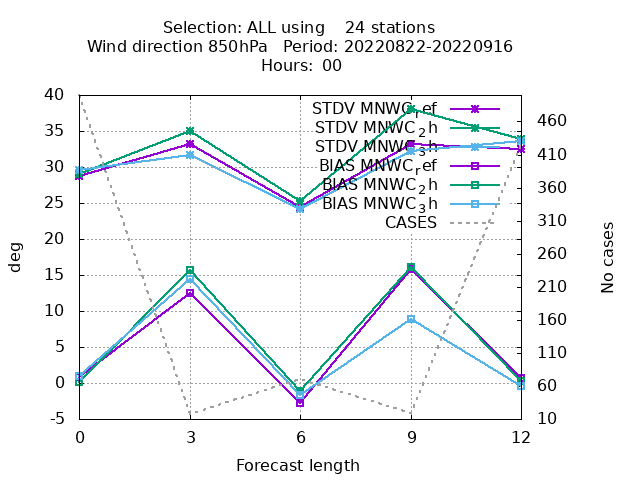 Selection: ALL using    24 stations
Wind direction 850hPa   Period: 20220822-20220916
Hours: 00
STDV MNWC_ref
STDV MNWC_2h
STDV MNWC_3h
BIAS MNWC_ref
BIAS MNWC_2h
BIAS MNWC_3h
CASES
40
35
30
25
20
15
10
5
0
-5
deg
460
410
360
310
260
210
160
110
60
10
No cases
0 3 6 9 12
Forecast length